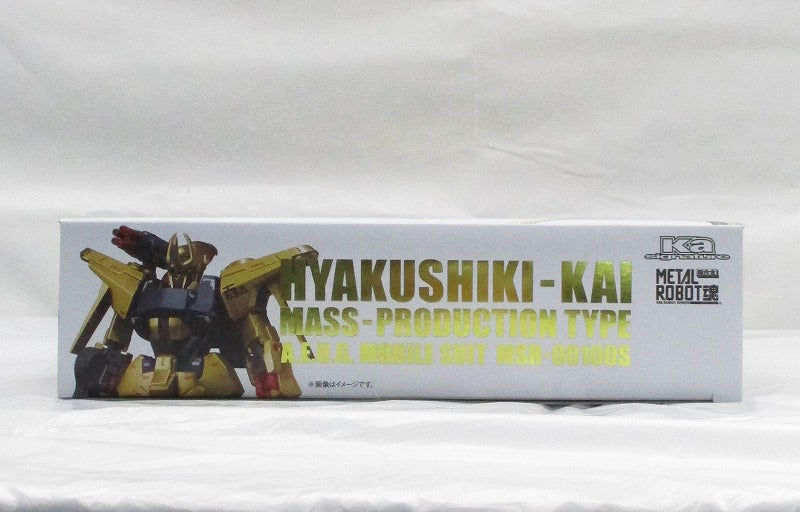 HYAKUSHIKI-KAI
MASS-PRODUCTION TYPE
A.E.U.G. MOBILE SUIT MSR-00100S
※画像はイメージです。
Ka
signature
METAL
ROBOT魂